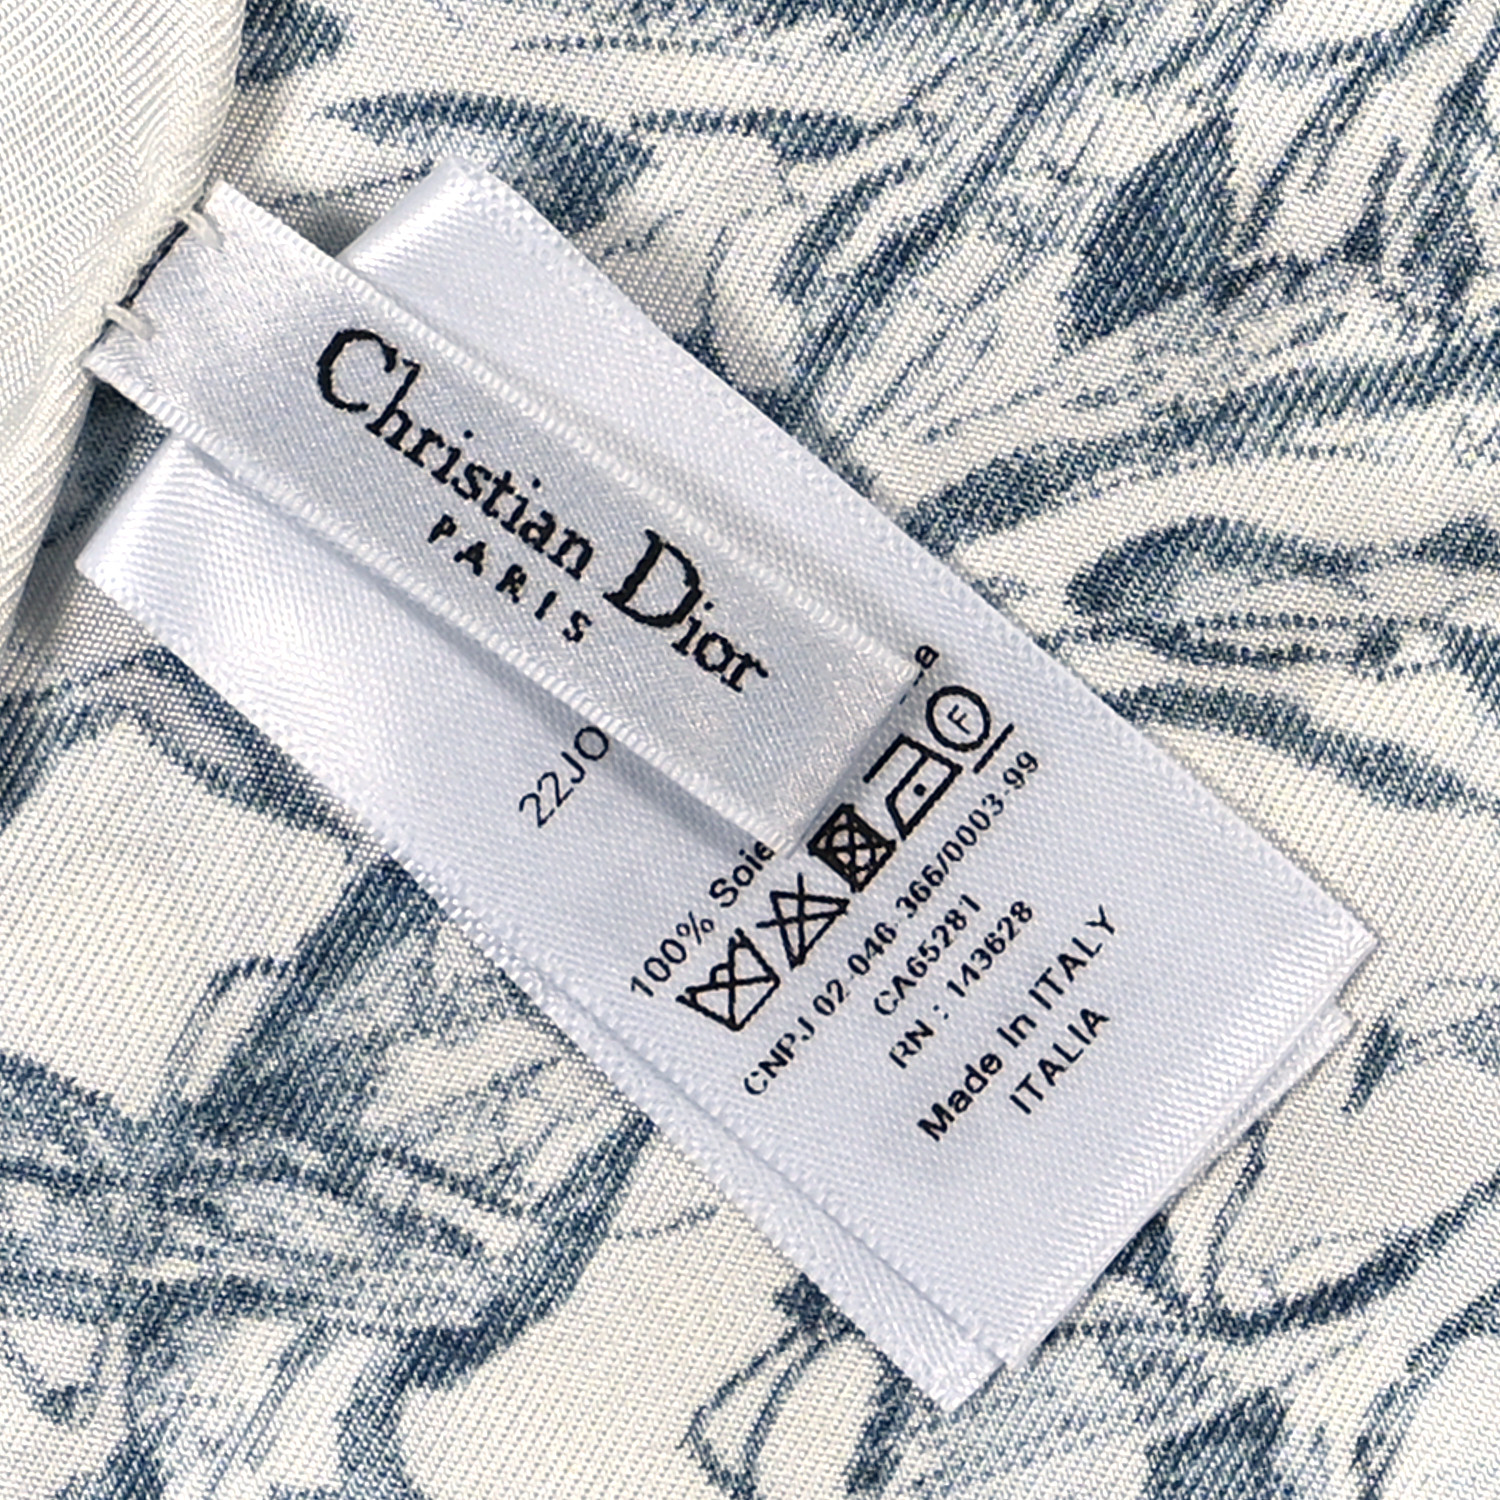 Christian Dior
PARIS
22JO
100% Soie
F
CNPJ 02-046-366/0003-99
CA65281
RN : 143628
Made In ITALY
ITALIA